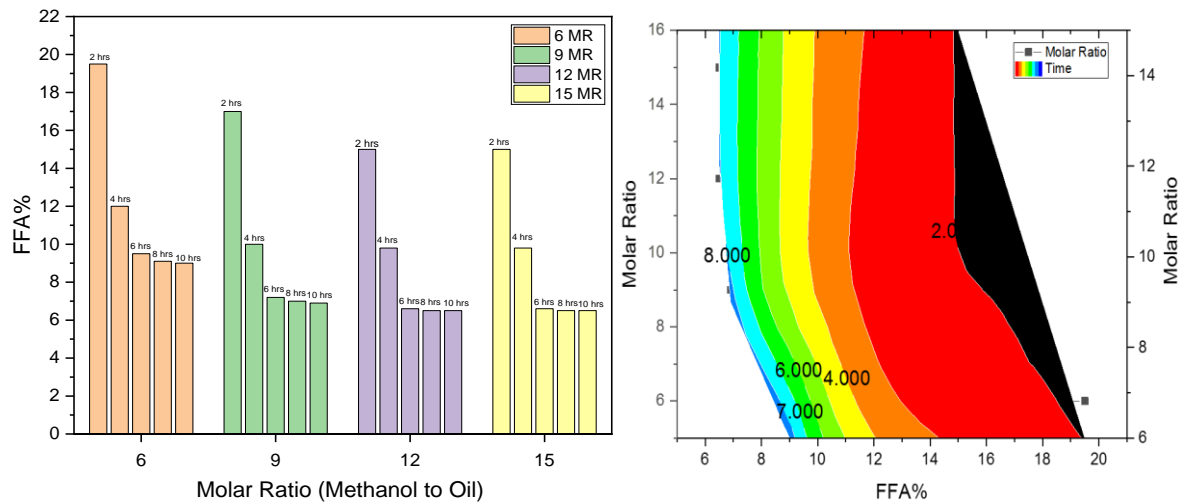 22
20
18
16
14
12
10
8
6
4
2
0
FFA%
6 MR
9 MR
12 MR
15 MR
2 hrs
4 hrs
6 hrs
8 hrs
10 hrs
2 hrs
4 hrs
6 hrs
8 hrs
10 hrs
2 hrs
4 hrs
6 hrs
8 hrs
10 hrs
2 hrs
4 hrs
6 hrs
8 hrs
10 hrs
6
9
12
15
Molar Ratio (Methanol to Oil)
16
14
12
10
8
6
Molar Ratio
Molar Ratio
Time
2.0
8.000
6.000
4.000
7.000
14
12
10
8
6
Molar Ratio
6
8
10
12
14
16
18
20
FFA%